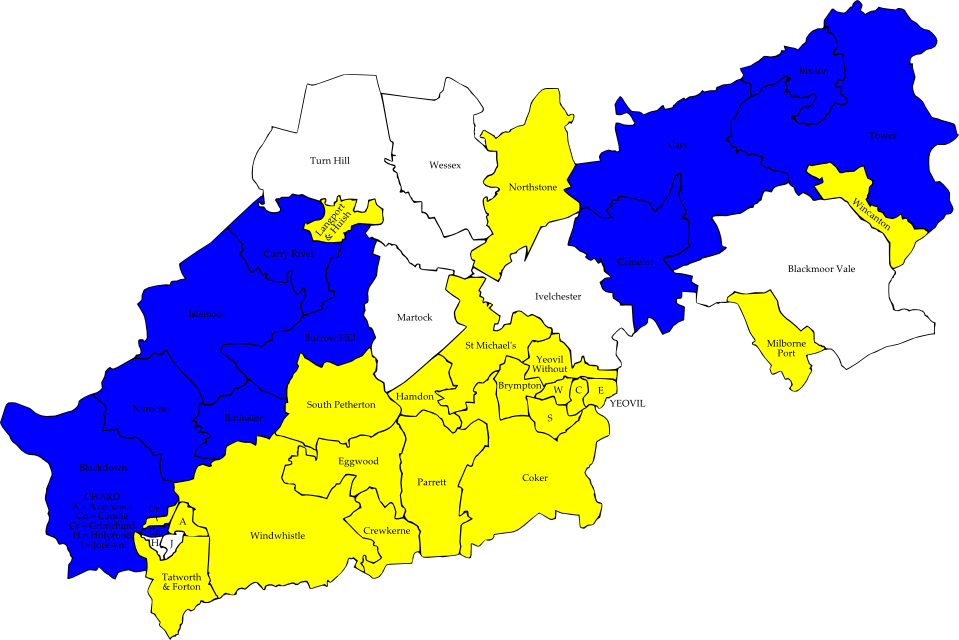 Bruton
Tower
Cary
Turn Hill
Wessex
Northstone
Wincanton
Langport
& Huish
Curry Rivel
Camelot
Blackmoor Vale
Ivelchester
Islemoor
Martock
Burrow Hill
St Michael's
Milborne
Port
Yeovil
Without
Brympton
W
C
E
YEOVIL
Hamdon
South Petherton
Neroche
Ilminster
S
Eggwood
Blackdown
Parrett
Coker
CHARD
A = Avishayes
Co = Combe
Cr = Crimchard
H = Holyrood
J = Jocelyn
Cr
A
H
J
Windwhistle
Crewkerne
Tatworth
& Forton